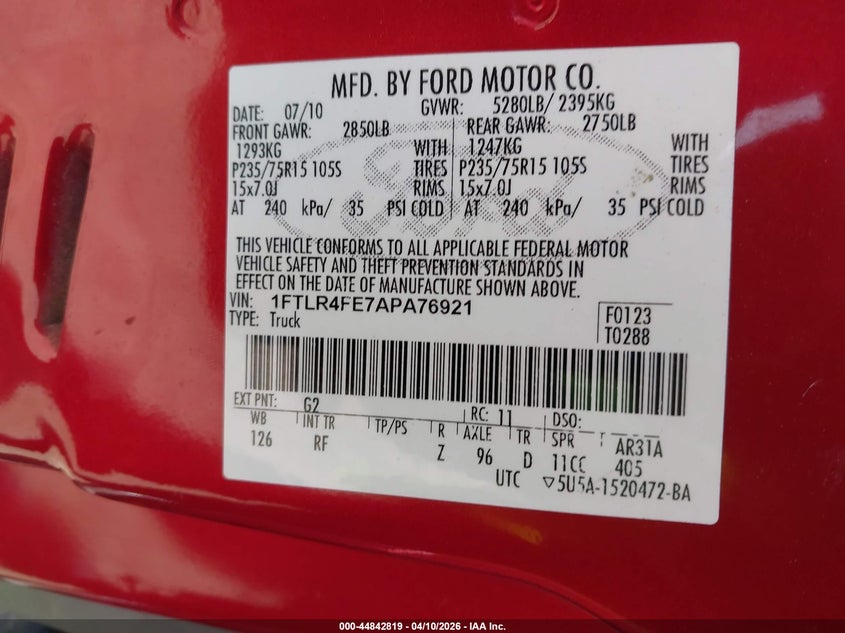 MFD. BY FORD MOTOR CO.
DATE: 07/10 GVWR: 5280LB/ 2395KG
FRONT GAWR: 2850LB REAR GAWR: 2750LB
1293KG WITH 1247KG WITH
P235/75R15 105S TIRES P235/75R15 105S TIRES
15x7.0J RIMS 15x7.0J RIMS
AT 240 kPa/ 35 PSI COLD AT 240 kPa/ 35 PSI COLD
THIS VEHICLE CONFORMS TO ALL APPLICABLE FEDERAL MOTOR
VEHICLE SAFETY AND THEFT PREVENTION STANDARDS IN
EFFECT ON THE DATE OF MANUFACTURE SHOWN ABOVE.
VIN: 1FTLR4FE7APA76921
TYPE: Truck
F0123
T0288
EXT PNT: G2 RC: 11 DSO:
WB INT TR TP/PS R AXLE TR SPR AR31A
126 RF Z 96 D 11CC 405
UTC ▽5U5A-1520472-BA
000-44842819 - 04/10/2026 - IAA Inc.